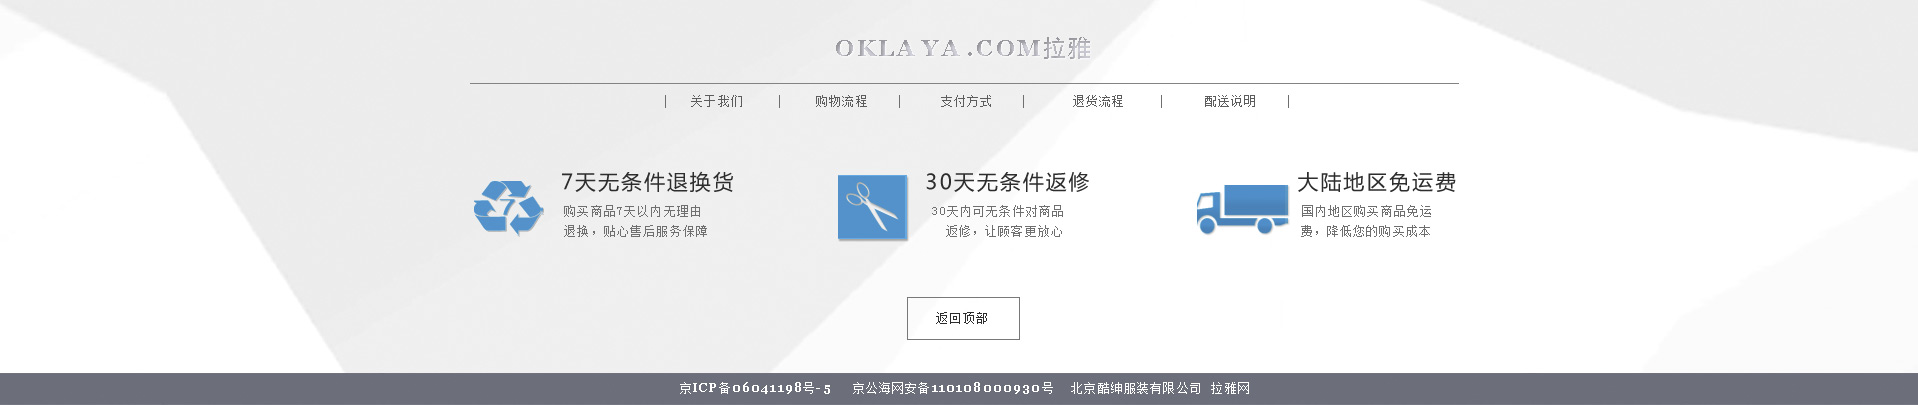 OKLAYA.COM拉雅
| 关于我们 | 购物流程 | 支付方式 | 退货流程 | 配送说明 |
7天无条件退换货
购买商品7天以内无理由
退换，贴心售后服务保障
30天无条件返修
30天内可无条件对商品
返修，让顾客更放心
大陆地区免运费
国内地区购买商品免运
费，降低您的购买成本
返回顶部
京ICP备06041198号-5 京公海网安备110108000930号 北京酷绅服装有限公司 拉雅网